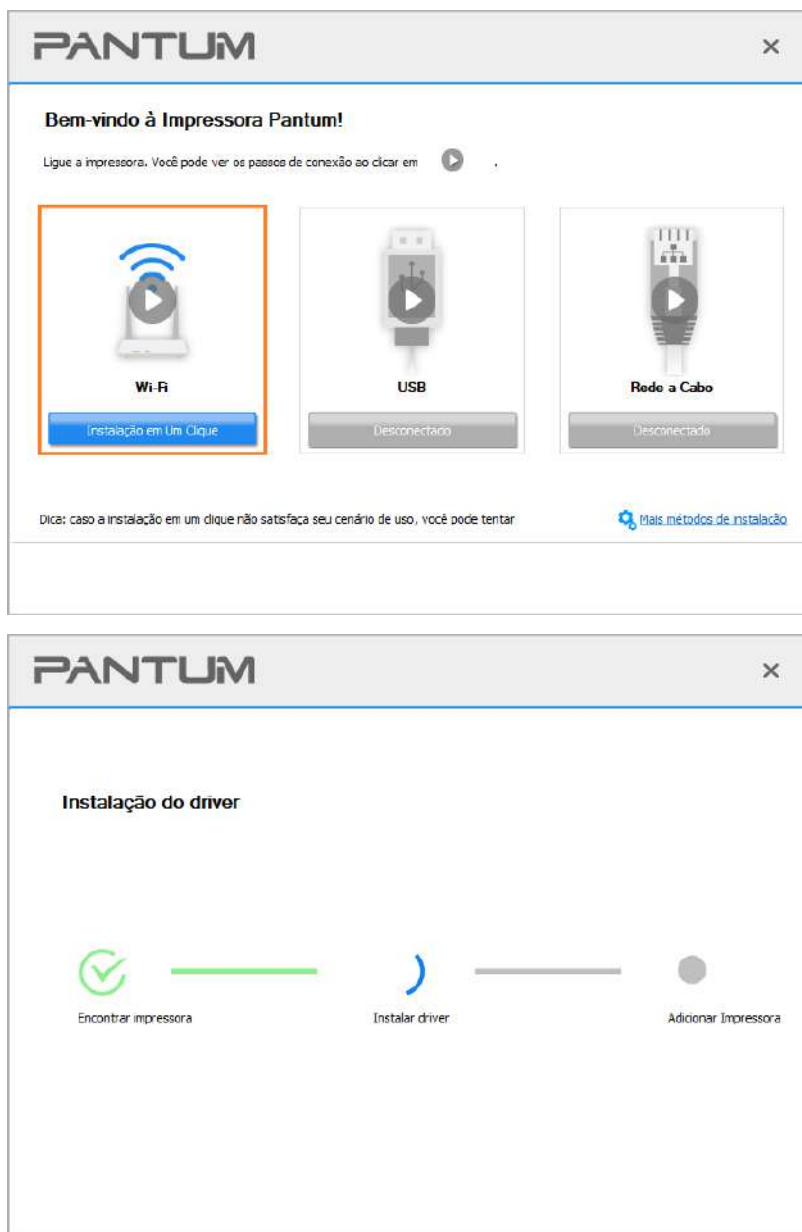 PANTUM
Bem-vindo à Impressora Pantum!
Ligue a impressora. Você pode ver os passos de conexão ao clicar em .
Wi-Fi
USB
Rede a Cabo
Instalação em Um Clique
Desconectado
Desconectado
Dica: caso a instalação em um clique não satisfaça seu cenário de uso, você pode tentar
Mais métodos de instalação
PANTUM
Instalação do driver
Encontrar impressora
Instalar driver
Adicionar Impressora